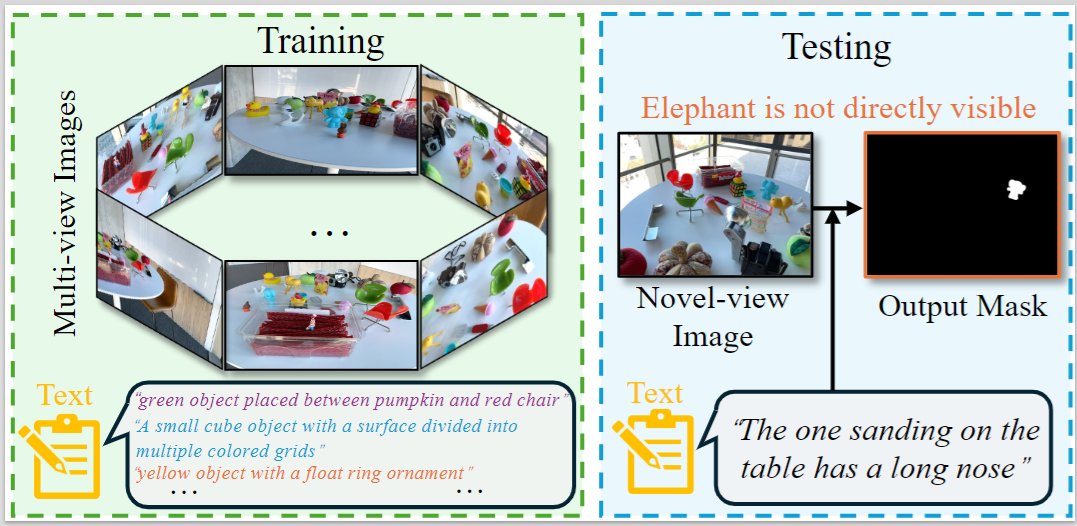 Training
Multi-view Images
...
Text
“green object placed between pumpkin and red chair”
“A small cube object with a surface divided into
multiple colored grids”
“yellow object with a float ring ornament”
... ...
Testing
Elephant is not directly visible
Novel-view
Image
Output Mask
Text
“The one sanding on the
table has a long nose”